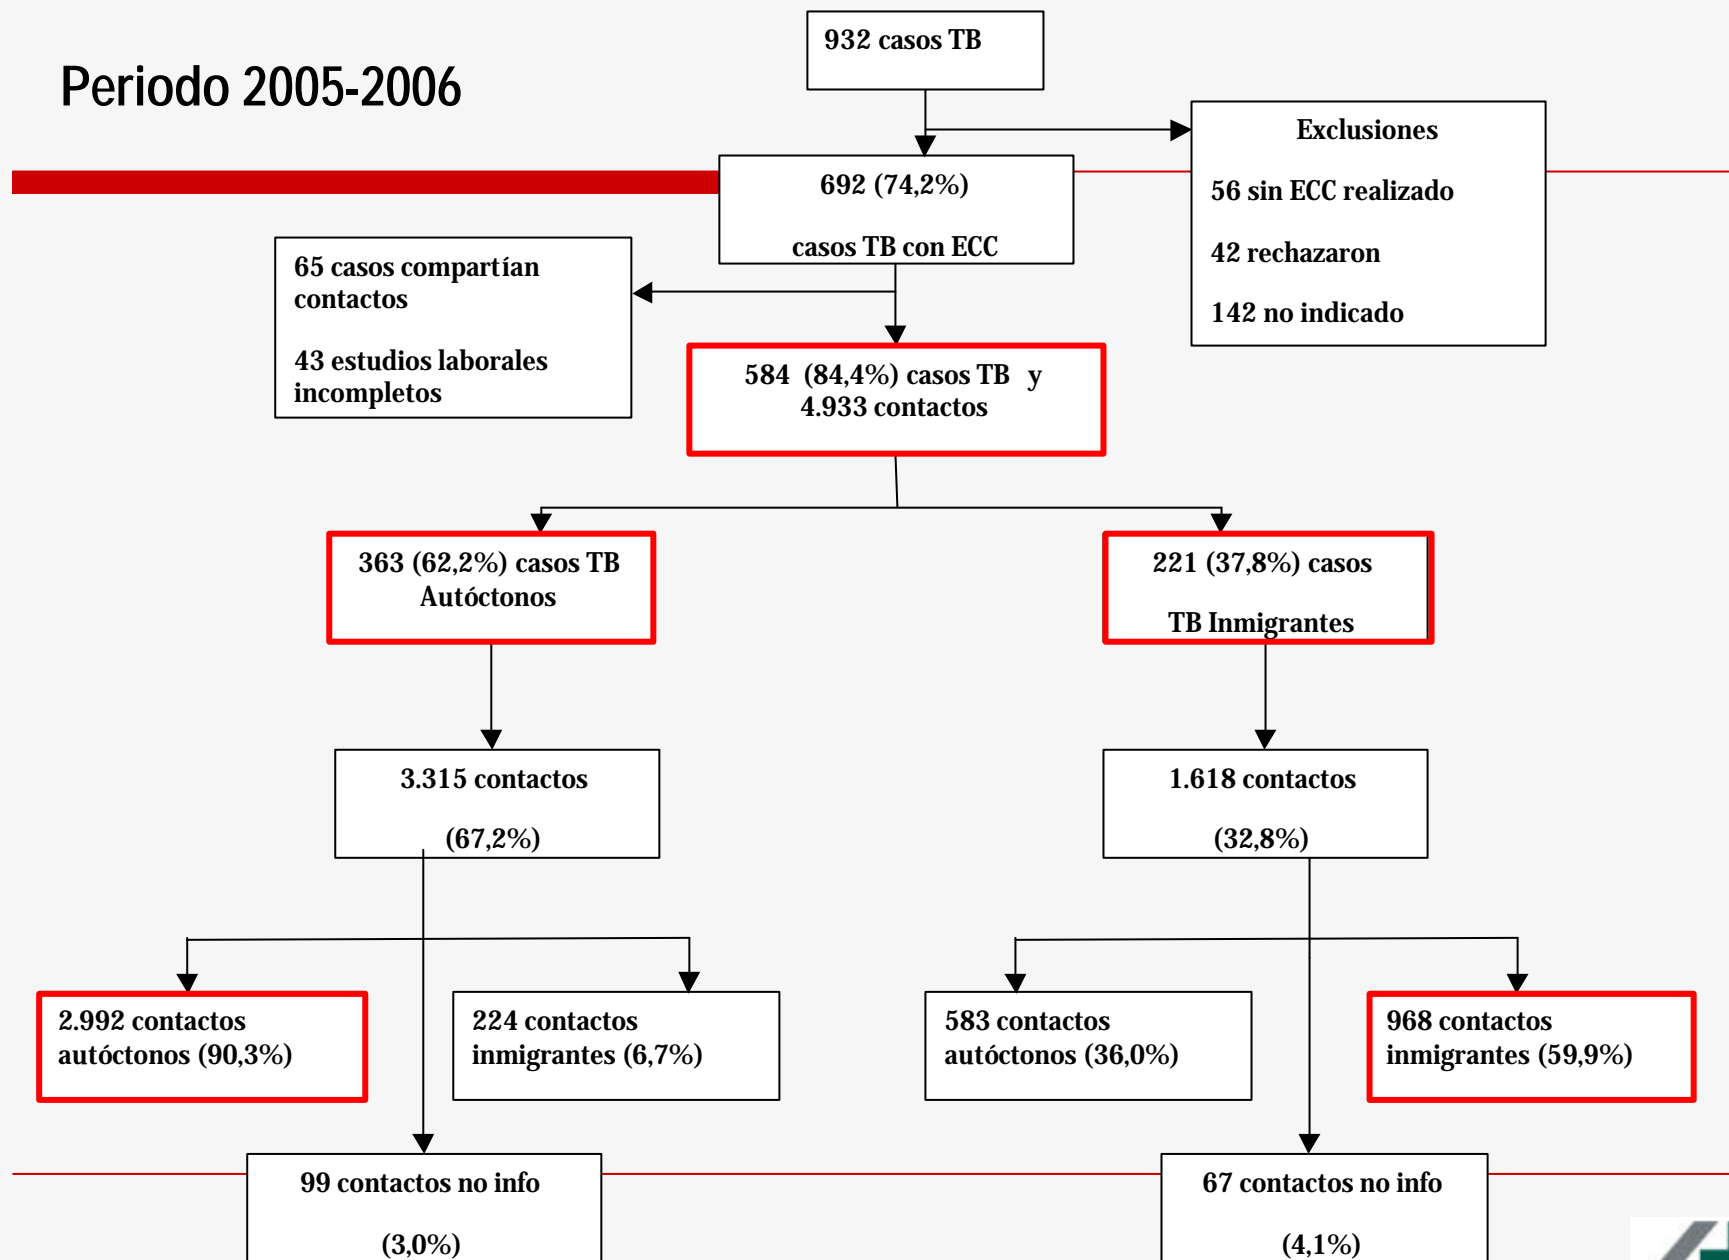 Periodo 2005-2006
932 casos TB
Exclusiones
56 sin ECC realizado
42 rechazaron
142 no indicado
692 (74,2%)
casos TB con ECC
65 casos compartían
contactos
43 estudios laborales
incompletos
584 (84,4%) casos TB y
4.933 contactos
363 (62,2%) casos TB
Autóctonos
221 (37,8%) casos
TB Inmigrantes
3.315 contactos
(67,2%)
1.618 contactos
(32,8%)
2.992 contactos
autóctonos (90,3%)
224 contactos
inmigrantes (6,7%)
583 contactos
autóctonos (36,0%)
968 contactos
inmigrantes (59,9%)
99 contactos no info
(3,0%)
67 contactos no info
(4,1%)